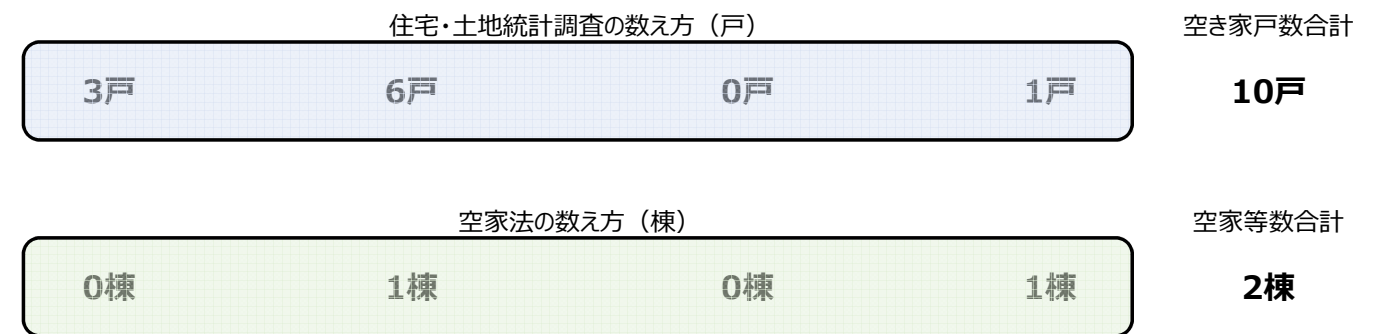 住宅・土地統計調査の数え方（戸） 空き家戸数合計
3戸 6戸 0戸 1戸 10戸
空家法の数え方（棟） 空家等数合計
0棟 1棟 0棟 1棟 2棟